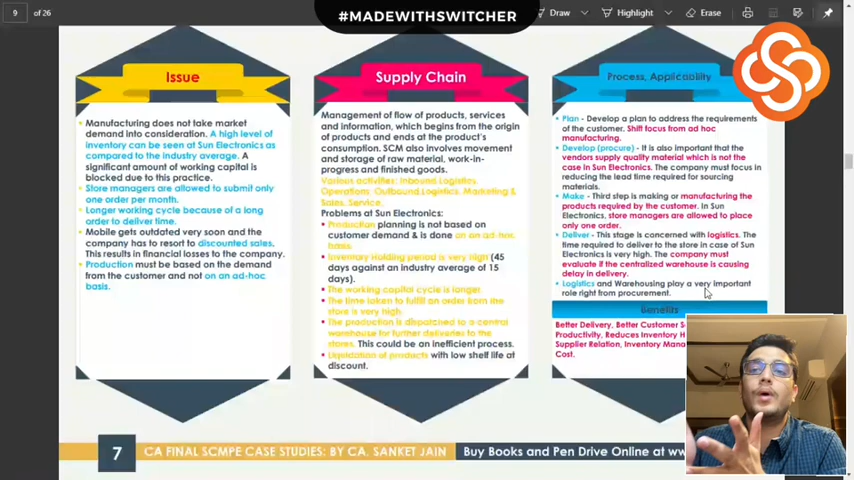 9 of 26
#MADEWITHSWITCHER
Draw
Highlight
Erase
Issue
Manufacturing does not take market
demand into consideration. A high level of
inventory can be seen at Sun Electronics as
compared to the industry average. A
significant amount of working capital is
blocked due to this practice.
Store managers are allowed to submit only
one order per month.
Longer working cycle because of a long
order to deliver time.
Mobile gets outdated very soon and the
company has to resort to discounted sales.
This results in financial losses to the company.
Production must be based on the demand
from the customer and not on an ad-hoc
basis.
Supply Chain
Management of flow of products, services
and information, which begins from the origin
of products and ends at the product's
consumption. SCM also involves movement
and storage of raw material, work-in-
progress and finished goods.
Various activities: Inbound Logistics,
Operations, Outbound Logistics, Marketing &
Sales, Service.
Problems at Sun Electronics:
Production planning is not based on
customer demand & is done on an ad-hoc
basis.
Inventory Holding period is very high (45
days against an industry average of 15
days).
The working capital cycle is longer
The time taken to fulfill an order from the
store is very high.
The production is dispatched to a central
warehouse for further deliveries to the
stores. This could be an inefficient process.
Liquidation of products with low shelf life at
discount.
Process, Applicability
Plan - Develop a plan to address the requirements
of the customer. Shift focus from ad hoc
manufacturing.
Develop (procure) - It is also important that the
vendors supply quality material which is not the
case in Sun Electronics. The company must focus in
reducing the lead time required for sourcing
materials.
Make - Third step is making or manufacturing the
products required by the customer. In Sun
Electronics, store managers are allowed to place
only one order.
Deliver - This stage is concerned with logistics. The
time required to deliver to the store in case of Sun
Electronics is very high. The company must
evaluate if the centralized warehouse is causing
delay in delivery.
Logistics and Warehousing play a very important
role right from procurement.
Benefits
Better Delivery, Better Customer
Productivity, Reduces Inventory
Supplier Relation, Inventory
Cost.
7
CA FINAL SCMPE CASE STUDIES: BY CA. SANKET JAIN
Buy Books and Pen Drive Online at